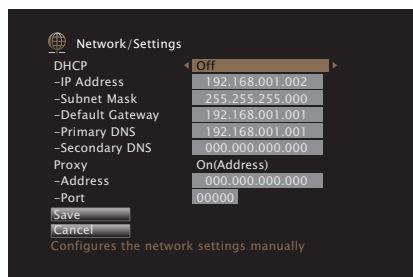 Network/Settings
DHCP Off
–IP Address 192.168.001.002
–Subnet Mask 255.255.255.000
–Default Gateway 192.168.001.001
–Primary DNS 192.168.001.001
–Secondary DNS 000.000.000.000
Proxy On(Address)
–Address 000.000.000.000
–Port 00000
Save
Cancel
Configures the network settings manually